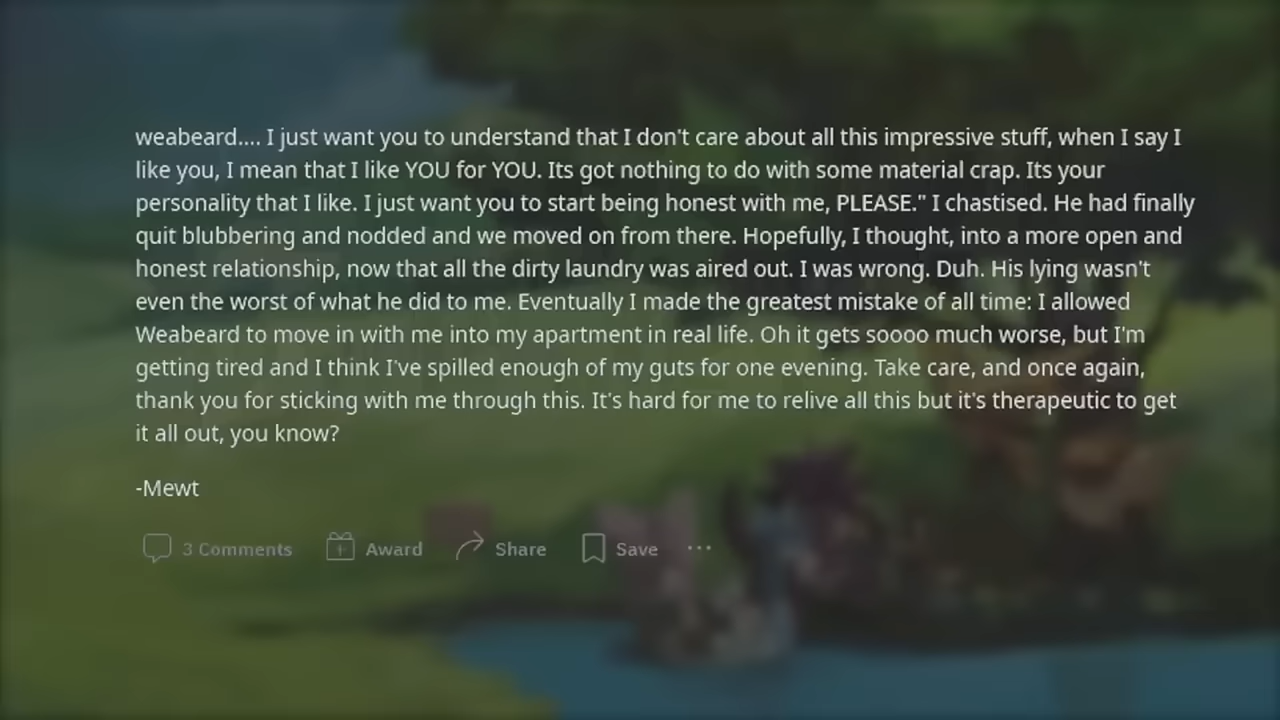 weabeard.... I just want you to understand that I don't care about all this impressive stuff, when I say I
like you, I mean that I like YOU for YOU. Its got nothing to do with some material crap. Its your
personality that I like. I just want you to start being honest with me, PLEASE." I chastised. He had finally
quit blubbering and nodded and we moved on from there. Hopefully, I thought, into a more open and
honest relationship, now that all the dirty laundry was aired out. I was wrong. Duh. His lying wasn't
even the worst of what he did to me. Eventually I made the greatest mistake of all time: I allowed
Weabeard to move in with me into my apartment in real life. Oh it gets soooo much worse, but I'm
getting tired and I think I've spilled enough of my guts for one evening. Take care, and once again,
thank you for sticking with me through this. It's hard for me to relive all this but it's therapeutic to get
it all out, you know?
-Mewt
3 Comments Award Share Save ...